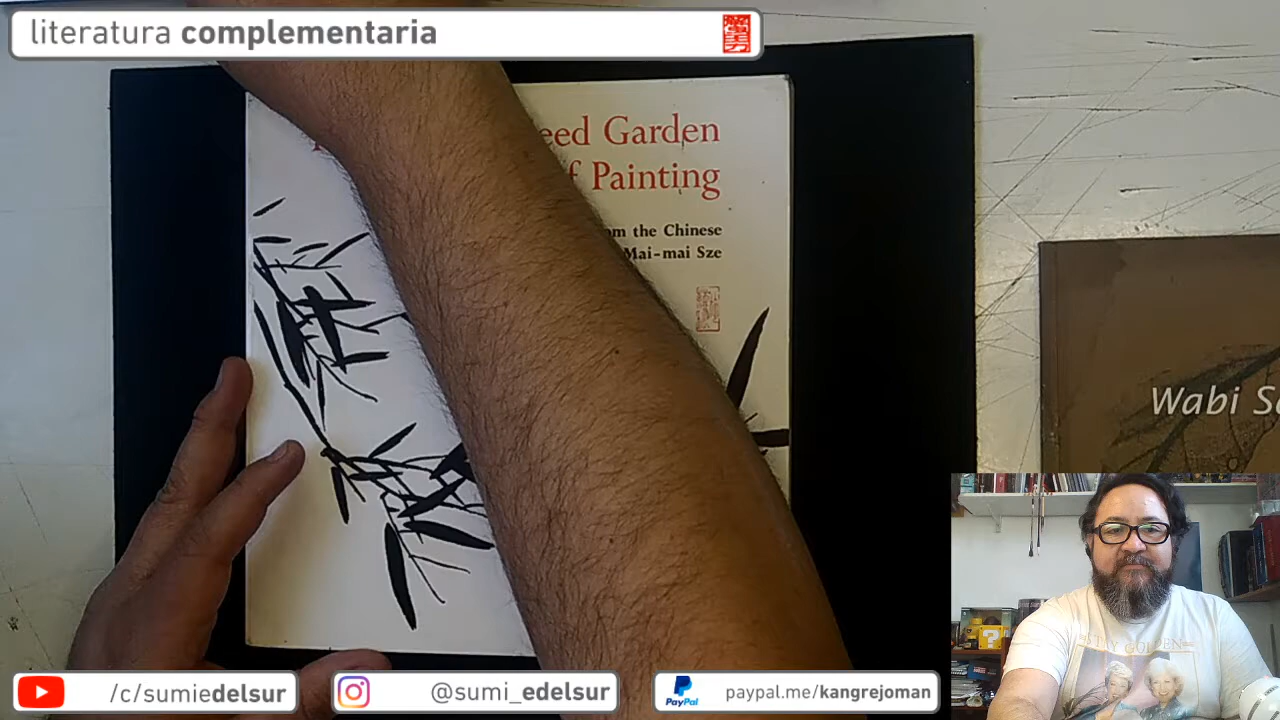 literatura complementaria
eed Garden
f Painting
om the Chinese
Mai-mai Sze
Wabi S
/c/sumiedelsur
@sumi_edelsur
PayPal
paypal.me/kangrejoman